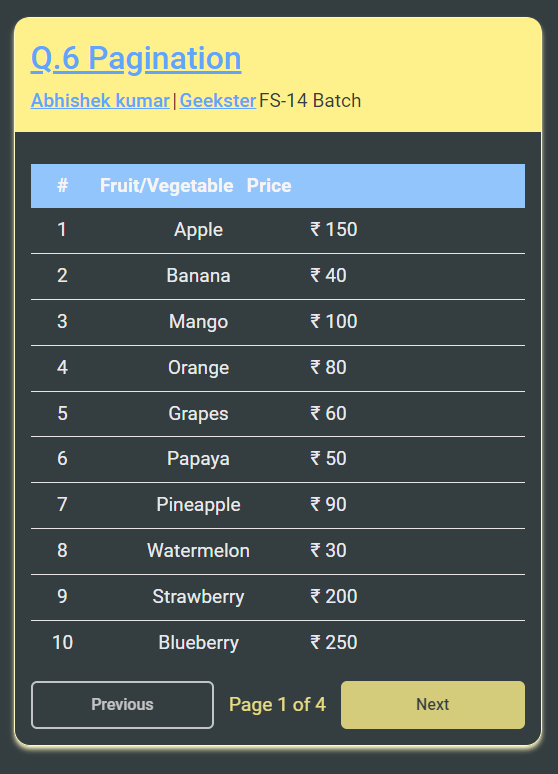 Q.6 Pagination
Abhishek kumar|Geekster FS-14 Batch
# Fruit/Vegetable Price
1 Apple ₹ 150
2 Banana ₹ 40
3 Mango ₹ 100
4 Orange ₹ 80
5 Grapes ₹ 60
6 Papaya ₹ 50
7 Pineapple ₹ 90
8 Watermelon ₹ 30
9 Strawberry ₹ 200
10 Blueberry ₹ 250
Previous Page 1 of 4 Next